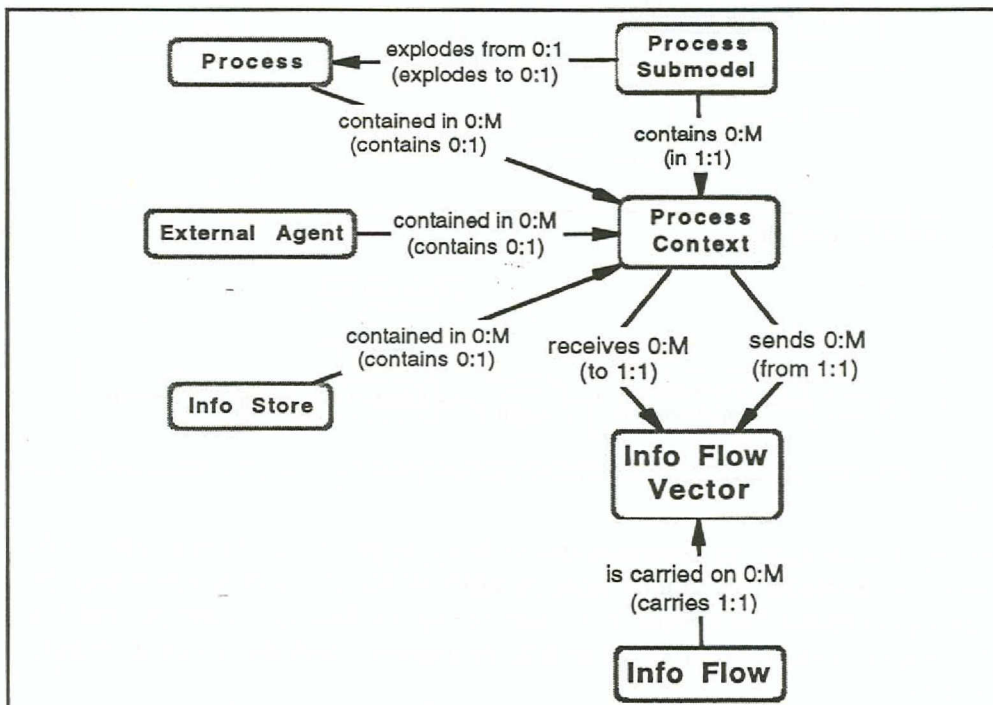 Process
explodes from 0:1
(explodes to 0:1)
Process
Submodel
contained in 0:M
(contains 0:1)
contains 0:M
(in 1:1)
External Agent
contained in 0:M
(contains 0:1)
Process
Context
contained in 0:M
(contains 0:1)
receives 0:M
(to 1:1)
sends 0:M
(from 1:1)
Info Store
Info Flow
Vector
is carried on 0:M
(carries 1:1)
Info Flow